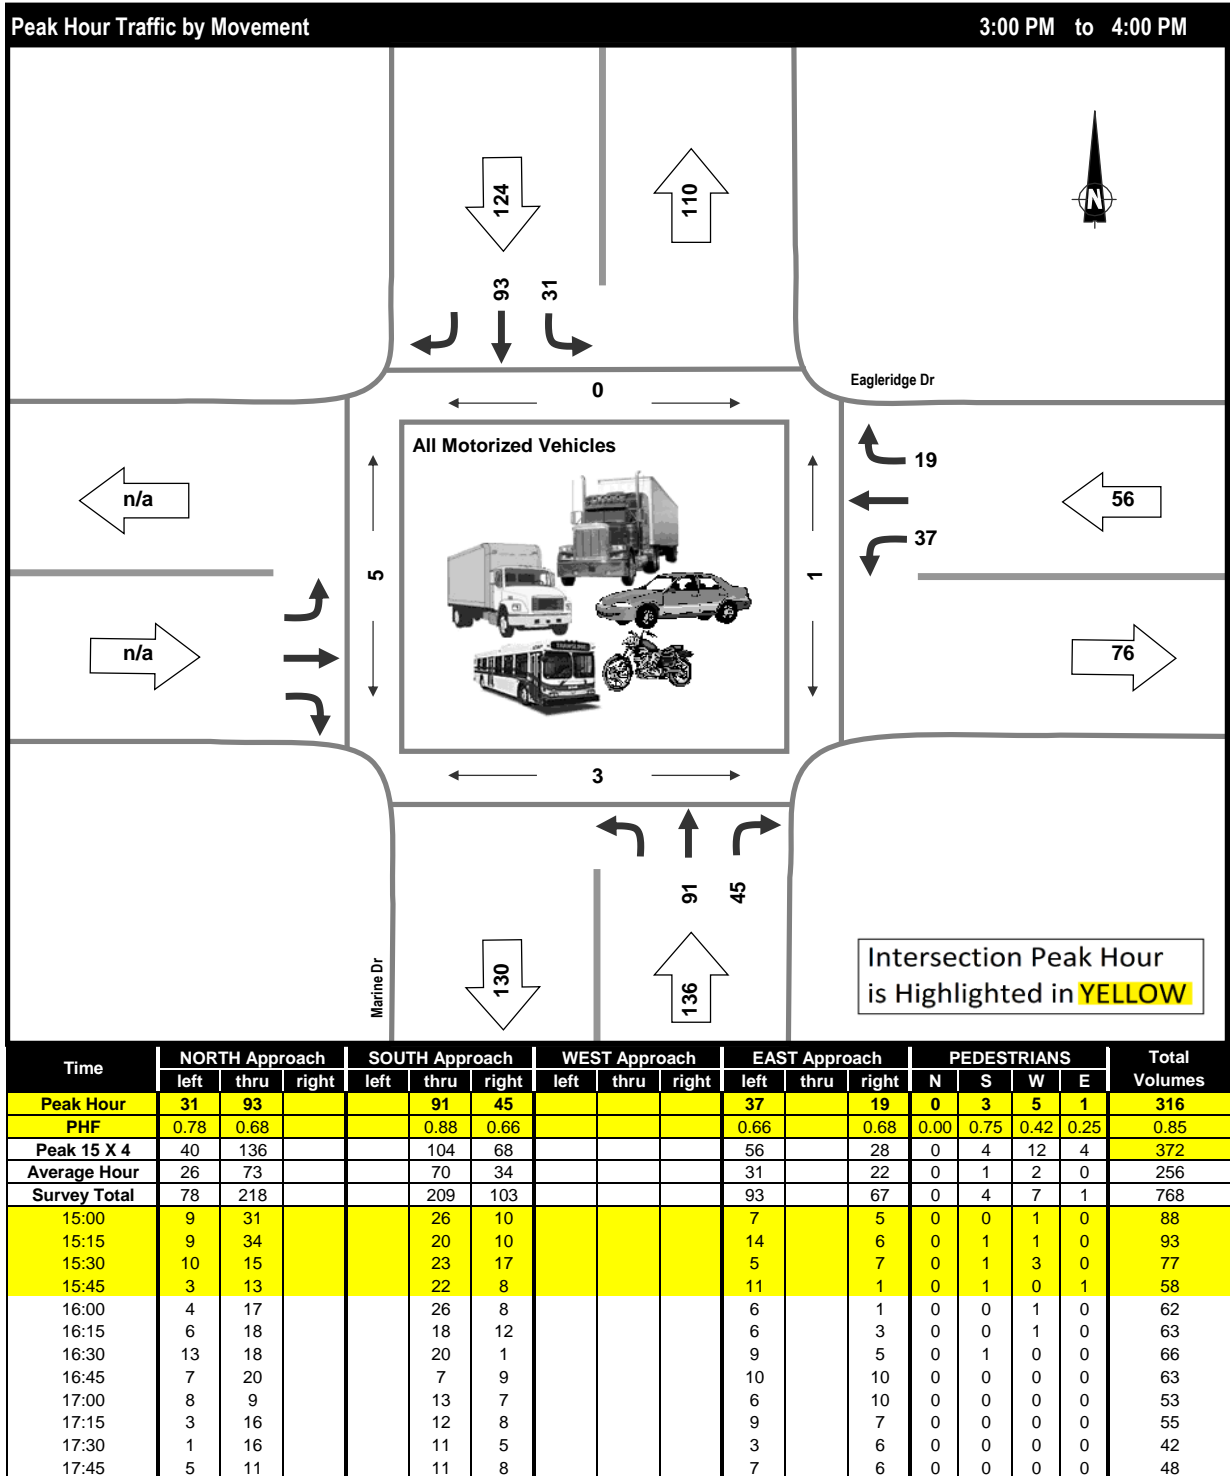 Peak Hour Traffic by Movement 3:00 PM to 4:00 PM
124
110
N
93 31
Eagleridge Dr
0
All Motorized Vehicles
19
n/a
56
37
5
1
n/a
76
3
91 45
Marine Dr
130
136
Intersection Peak Hour
is Highlighted in YELLOW
Time NORTH Approach SOUTH Approach WEST Approach EAST Approach PEDESTRIANS Total
left thru right left thru right left thru right left thru right N S W E Volumes
Peak Hour 31 93 91 45 37 19 0 3 5 1 316
PHF 0.78 0.68 0.88 0.66 0.66 0.68 0.00 0.75 0.42 0.25 0.85
Peak 15 X 4 40 136 104 68 56 28 0 4 12 4 372
Average Hour 26 73 70 34 31 22 0 1 2 0 256
Survey Total 78 218 209 103 93 67 0 4 7 1 768
15:00 9 31 26 10 7 5 0 0 1 0 88
15:15 9 34 20 10 14 6 0 1 1 0 93
15:30 10 15 23 17 5 7 0 1 3 0 77
15:45 3 13 22 8 11 1 0 1 0 1 58
16:00 4 17 26 8 6 1 0 0 1 0 62
16:15 6 18 18 12 6 3 0 0 1 0 63
16:30 13 18 20 1 9 5 0 1 0 0 66
16:45 7 20 7 9 10 10 0 0 0 0 63
17:00 8 9 13 7 6 10 0 0 0 0 53
17:15 3 16 12 8 9 7 0 0 0 0 55
17:30 1 16 11 5 3 6 0 0 0 0 42
17:45 5 11 11 8 7 6 0 0 0 0 48